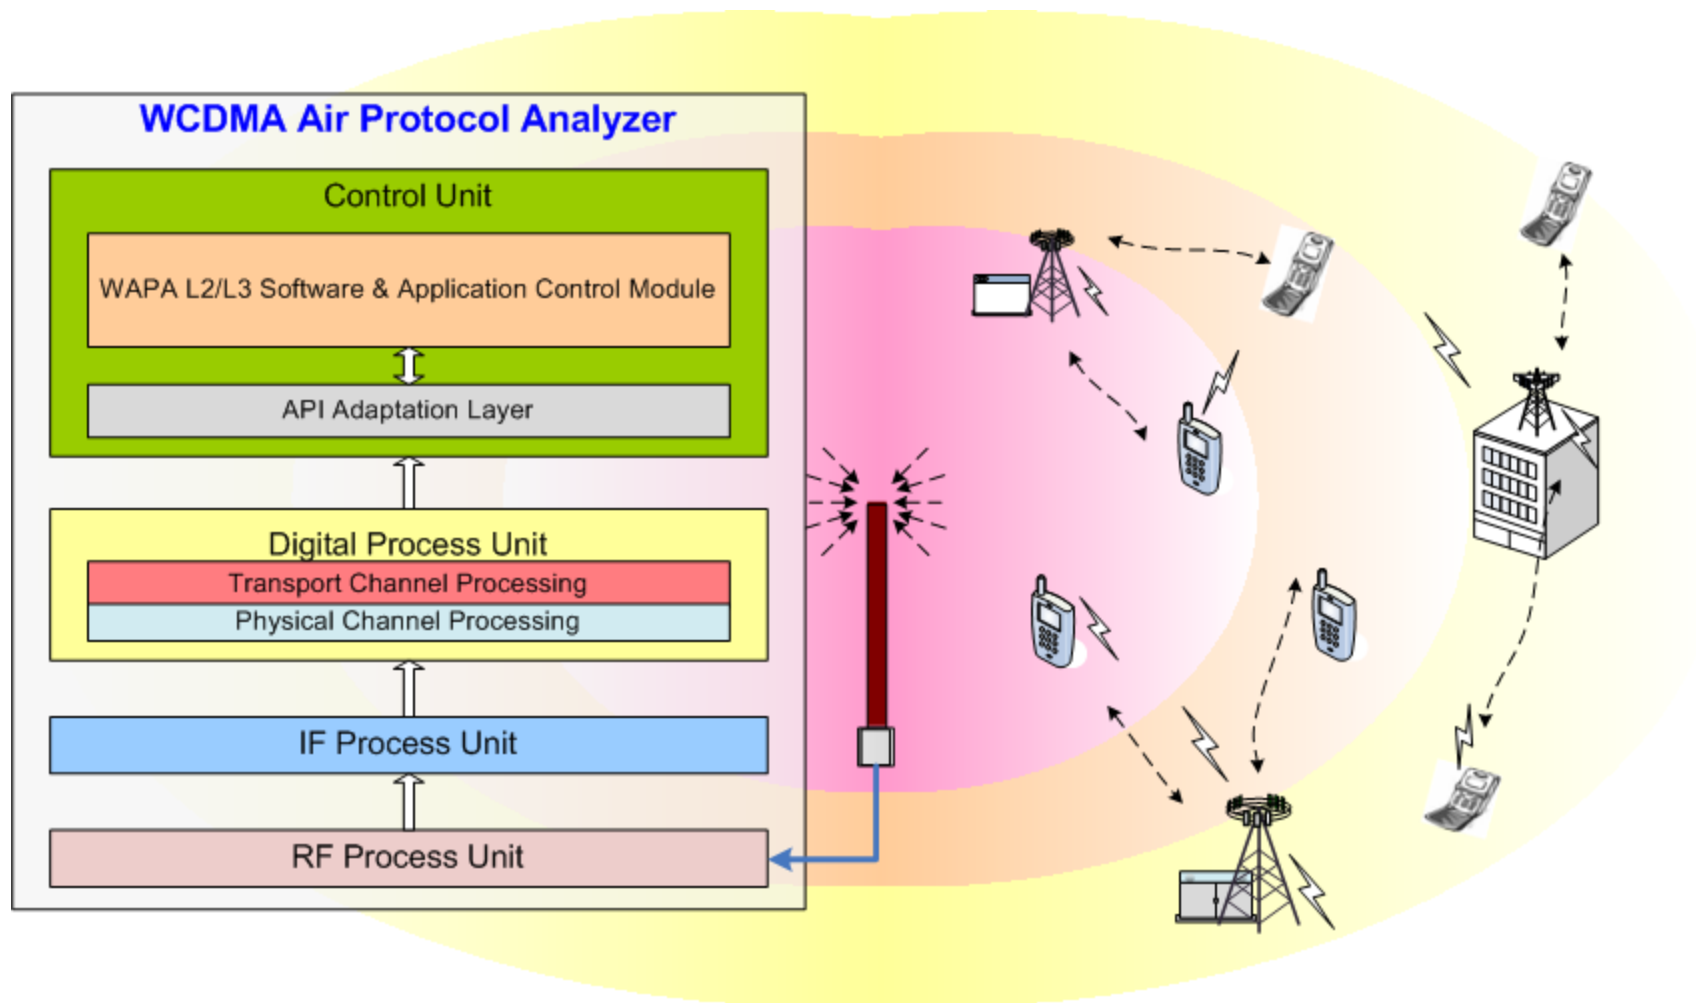 WCDMA Air Protocol Analyzer
Control Unit
WAPA L2/L3 Software & Application Control Module
API Adaptation Layer
Digital Process Unit
Transport Channel Processing
Physical Channel Processing
IF Process Unit
RF Process Unit